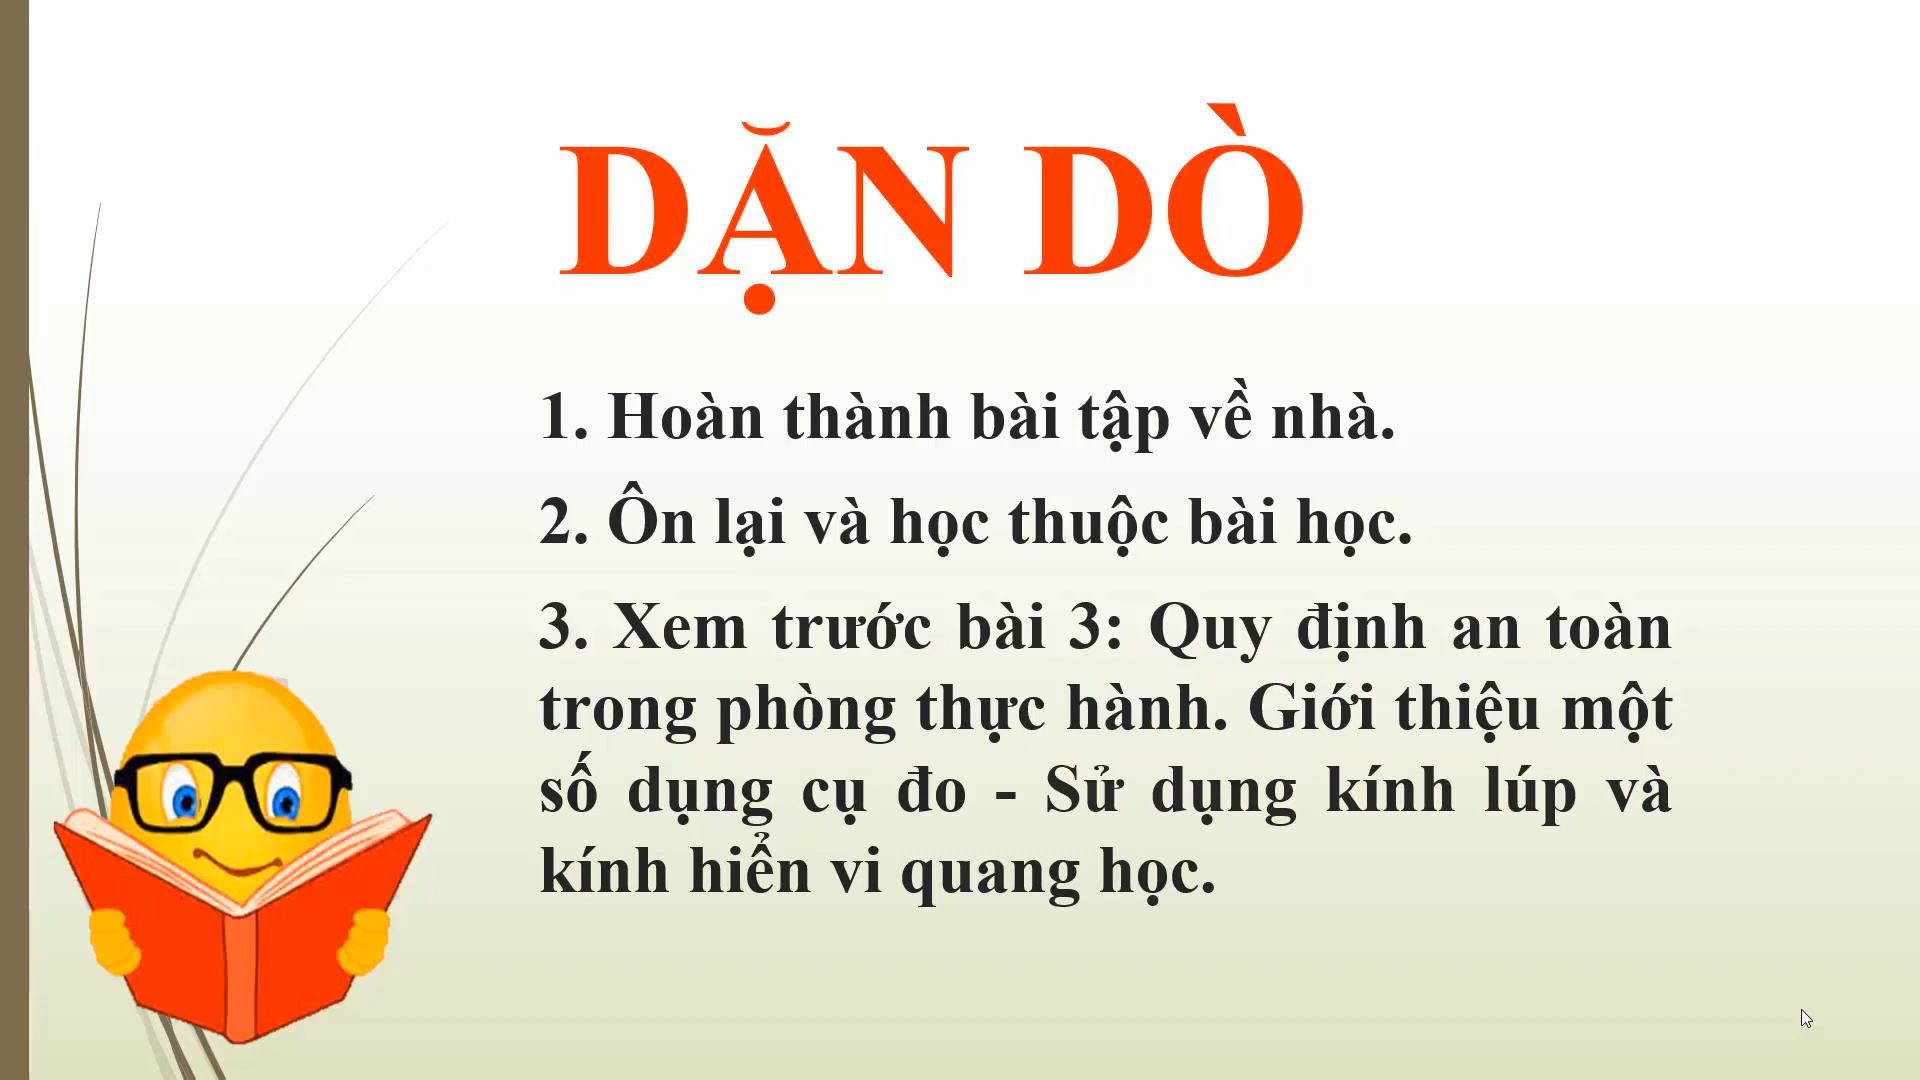 DẶN DÒ
1. Hoàn thành bài tập về nhà.
2. Ôn lại và học thuộc bài học.
3. Xem trước bài 3: Quy định an toàn
trong phòng thực hành. Giới thiệu một
số dụng cụ đo - Sử dụng kính lúp và
kính hiển vi quang học.